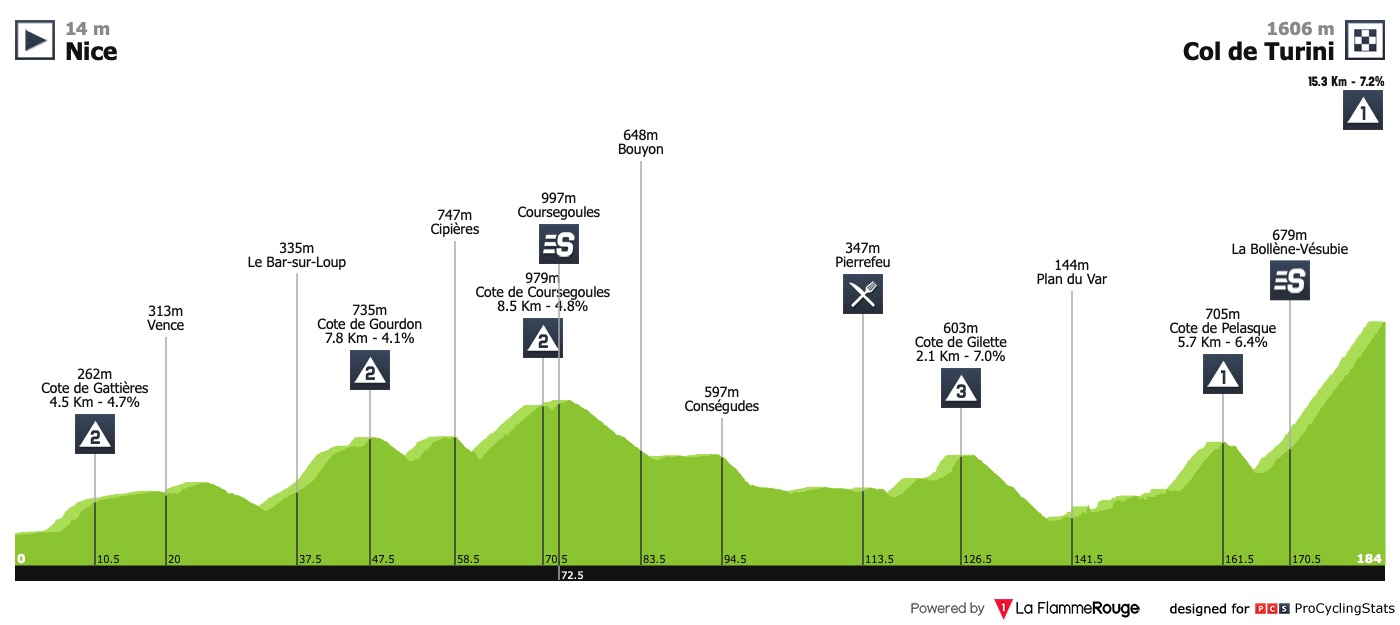 14 m
Nice
1606 m
Col de Turini
15.3 Km - 7.2%
1
648m
Bouyon
997m
Coursegoules
S
747m
Cipières
335m
Le Bar-sur-Loup
347m
Pierrefeu
679m
La Bollène-Vésubie
S
144m
Plan du Var
979m
Cote de Coursegoules
8.5 Km - 4.8%
2
313m
Vence
735m
Cote de Gourdon
7.8 Km - 4.1%
2
705m
Cote de Pelasque
5.7 Km - 6.4%
1
603m
Cote de Gilette
2.1 Km - 7.0%
3
262m
Cote de Gattières
4.5 Km - 4.7%
2
597m
Conségudes
0 10.5 20 37.5 47.5 58.5 70.5 83.5 94.5 113.5 126.5 141.5 161.5 170.5 184
72.5
Powered by 1 La FlammeRouge designed for PCS ProCyclingStats